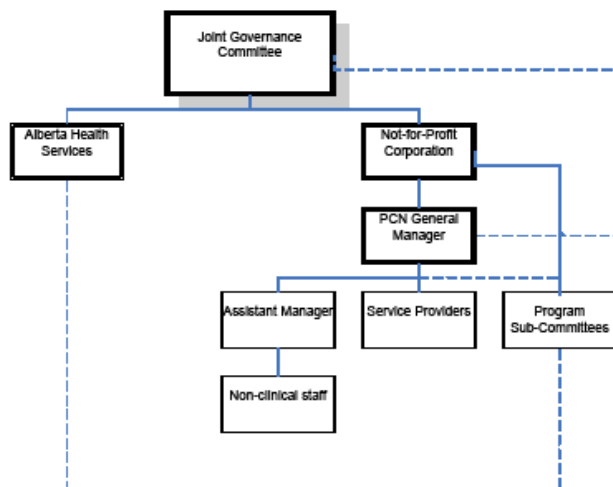 Joint Governance
Committee
Alberta Health
Services
Not-for-Profit
Corporation
PCN General
Manager
Assistant Manager
Service Providers
Program
Sub-Committees
Non-clinical staff